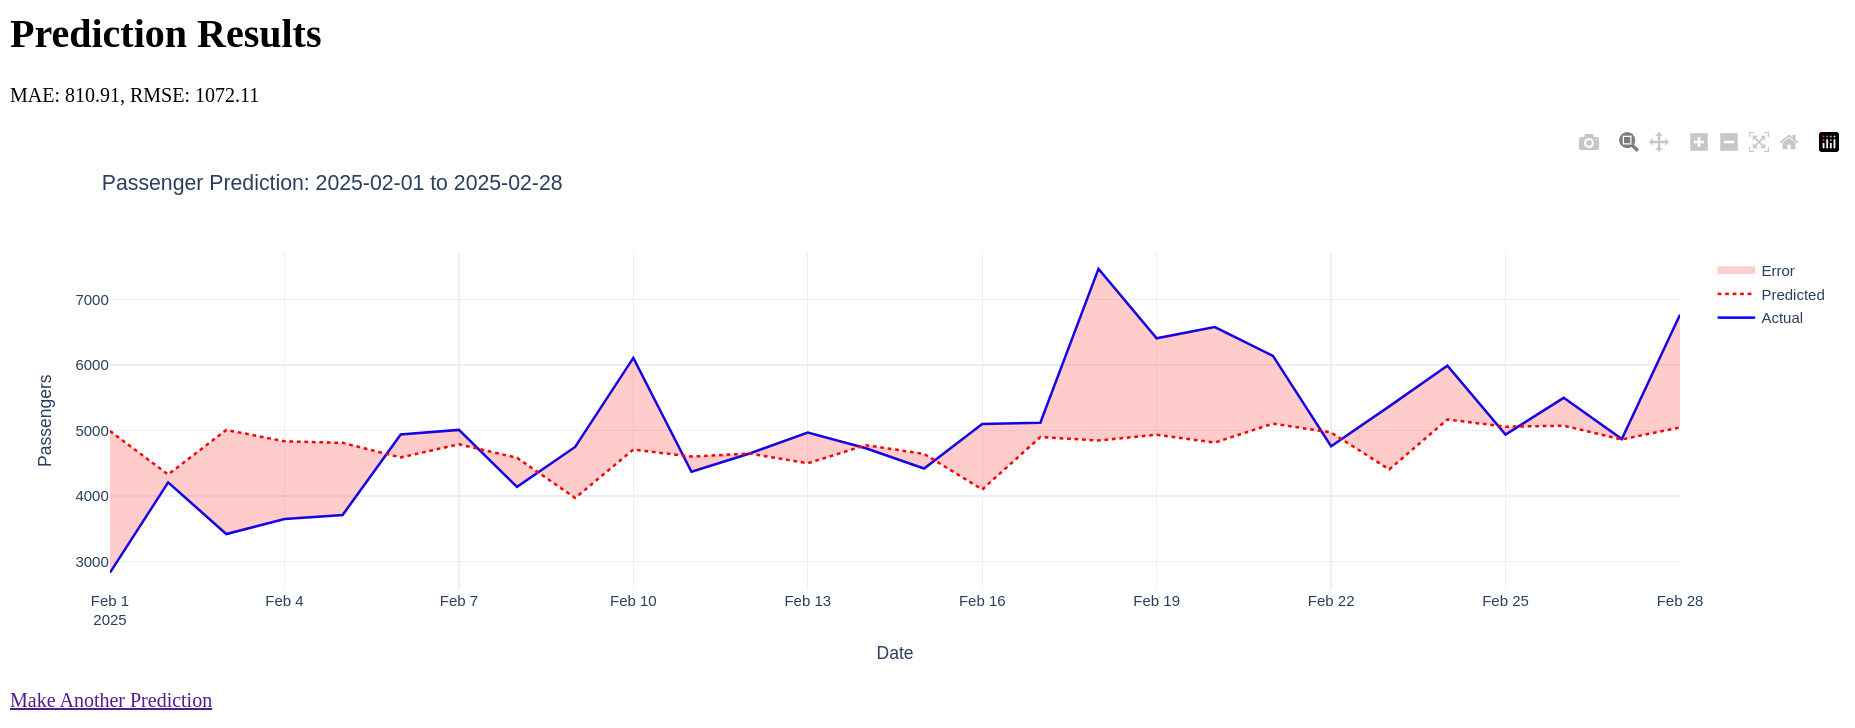 Prediction Results
MAE: 810.91, RMSE: 1072.11
Passenger Prediction: 2025-02-01 to 2025-02-28
Error
Predicted
Actual
Passengers
7000
6000
5000
4000
3000
Feb 1 Feb 4 Feb 7 Feb 10 Feb 13 Feb 16 Feb 19 Feb 22 Feb 25 Feb 28
2025
Date
Make Another Prediction